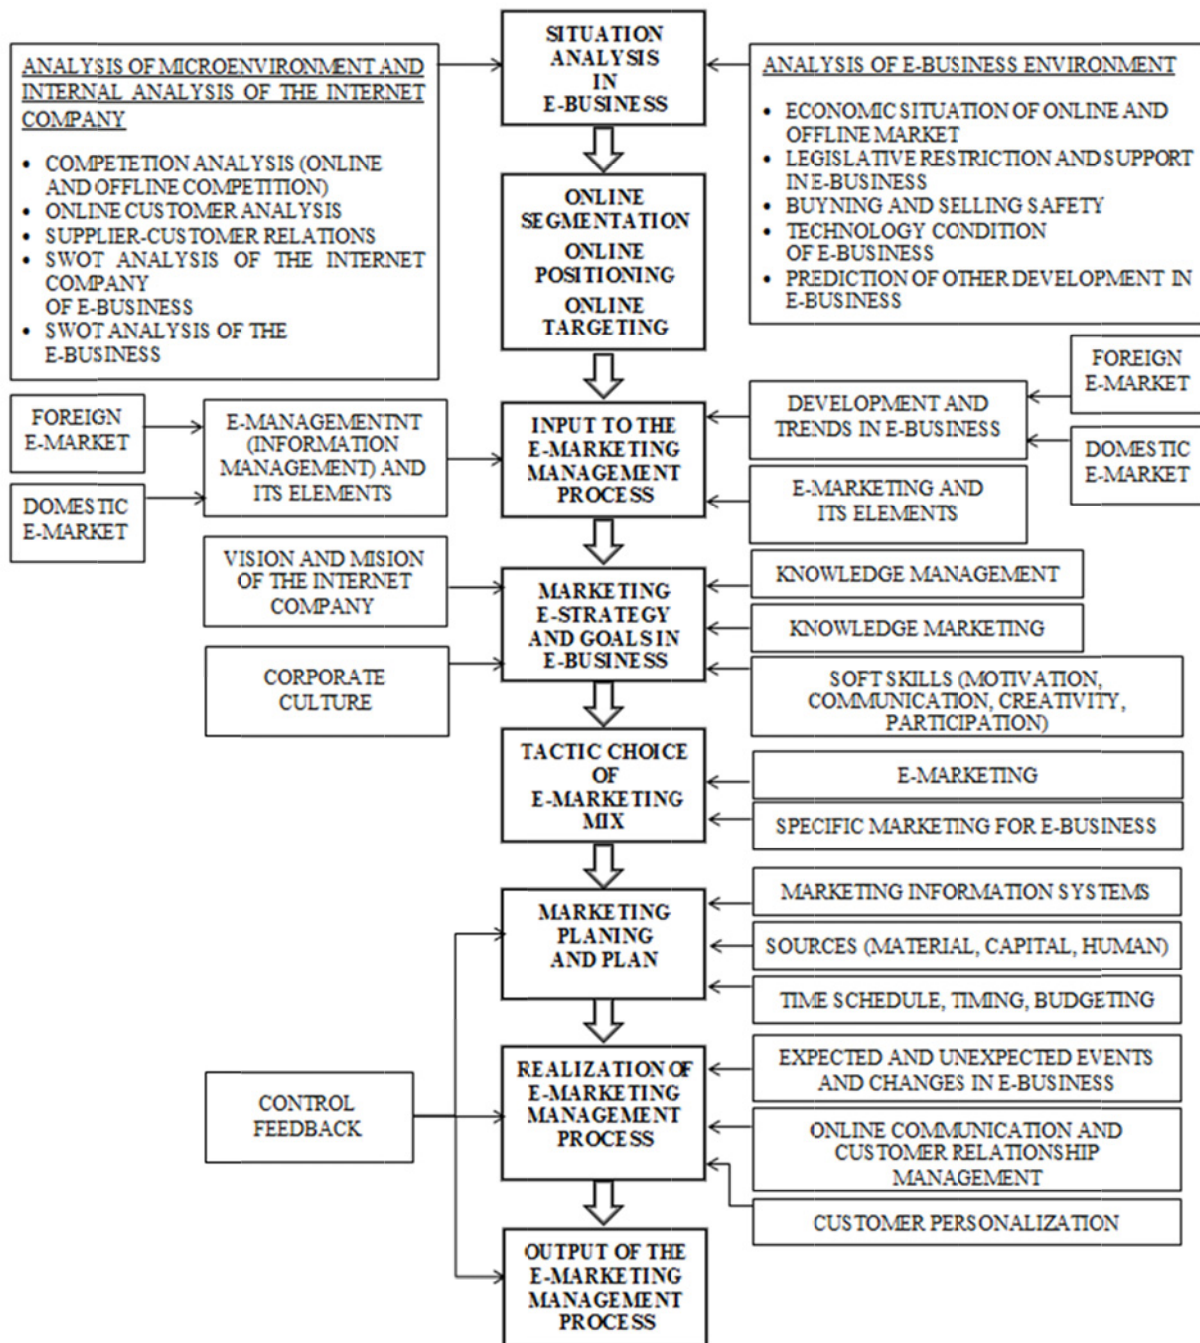 SITUATION
ANALYSIS
IN
E-BUSINESS
ANALYSIS OF MICROENVIRONMENT AND
INTERNAL ANALYSIS OF THE INTERNET
COMPANY
• COMPETETION ANALYSIS (ONLINE
AND OFFLINE COMPETITION)
• ONLINE CUSTOMER ANALYSIS
• SUPPLIER-CUSTOMER RELATIONS
• SWOT ANALYSIS OF THE INTERNET
COMPANY
OF E-BUSINESS
• SWOT ANALYSIS OF THE
E-BUSINESS
ANALYSIS OF E-BUSINESS ENVIRONMENT
• ECONOMIC SITUATION OF ONLINE AND
OFFLINE MARKET
• LEGISLATIVE RESTRICTION AND SUPPORT
IN E-BUSINESS
• BUYNING AND SELLING SAFETY
• TECHNOLOGY CONDITION
OF E-BUSINESS
• PREDICTION OF OTHER DEVELOPMENT IN
E-BUSINESS
ONLINE
SEGMENTATION
ONLINE
POSITIONING
ONLINE
TARGETING
FOREIGN
E-MARKET
DOMESTIC
E-MARKET
E-MANAGEMENTNT
(INFORMATION
MANAGEMENT) AND
ITS ELEMENTS
INPUT TO THE
E-MARKETING
MANAGEMENT
PROCESS
DEVELOPMENT AND
TRENDS IN E-BUSINESS
FOREIGN
E-MARKET
DOMESTIC
E-MARKET
E-MARKETING AND
ITS ELEMENTS
VISION AND MISION
OF THE INTERNET
COMPANY
CORPORATE
CULTURE
MARKETING
E-STRATEGY
AND GOALS IN
E-BUSINESS
KNOWLEDGE MANAGEMENT
KNOWLEDGE MARKETING
SOFT SKILLS (MOTIVATION,
COMMUNICATION, CREATIVITY,
PARTICIPATION)
TACTIC CHOICE
OF
E-MARKETING
MIX
E-MARKETING
SPECIFIC MARKETING FOR E-BUSINESS
MARKETING
PLANING
AND PLAN
MARKETING INFORMATION SYSTEMS
SOURCES (MATERIAL, CAPITAL, HUMAN)
TIME SCHEDULE, TIMING, BUDGETING
CONTROL
FEEDBACK
REALIZATION OF
E-MARKETING
MANAGEMENT
PROCESS
EXPECTED AND UNEXPECTED EVENTS
AND CHANGES IN E-BUSINESS
ONLINE COMMUNICATION AND
CUSTOMER RELATIONSHIP
MANAGEMENT
CUSTOMER PERSONALIZATION
OUTPUT OF THE
E-MARKETING
MANAGEMENT
PROCESS